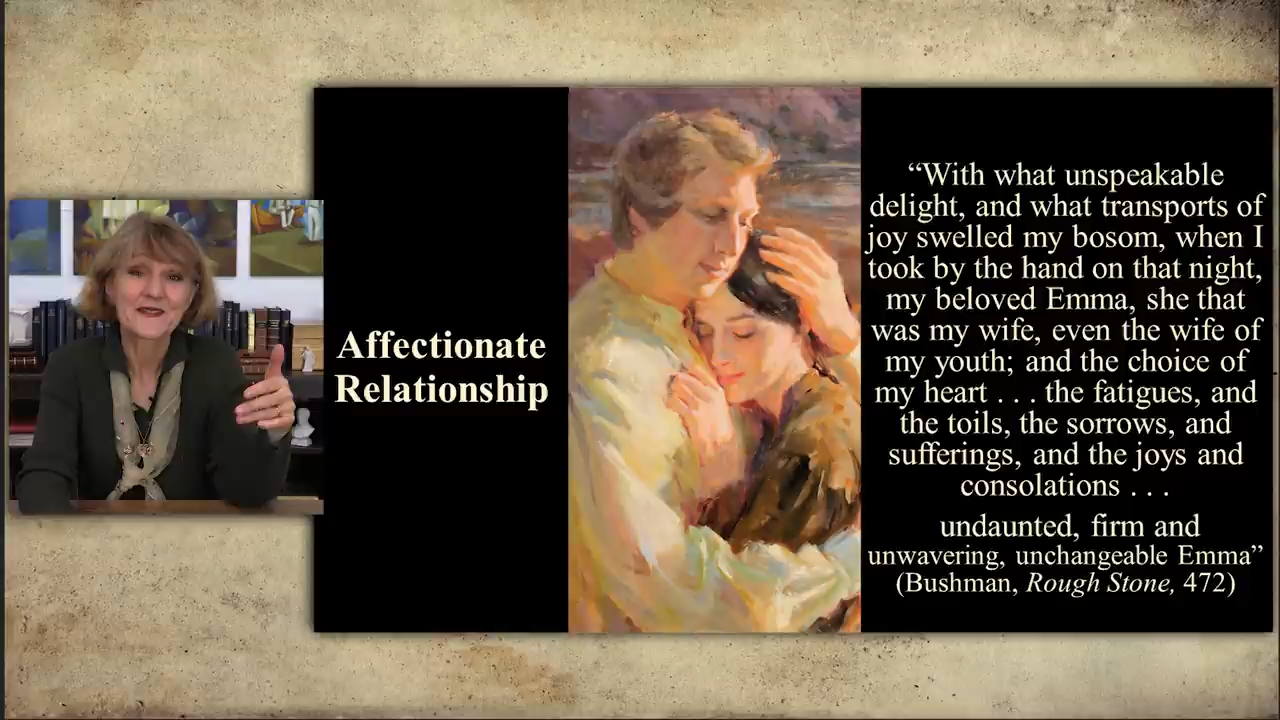 Affectionate
Relationship
“With what unspeakable
delight, and what transports of
joy swelled my bosom, when I
took by the hand on that night,
my beloved Emma, she that
was my wife, even the wife of
my youth; and the choice of
my heart . . . the fatigues, and
the toils, the sorrows, and
sufferings, and the joys and
consolations . . .
undaunted, firm and
unwavering, unchangeable Emma”
(Bushman, Rough Stone, 472)